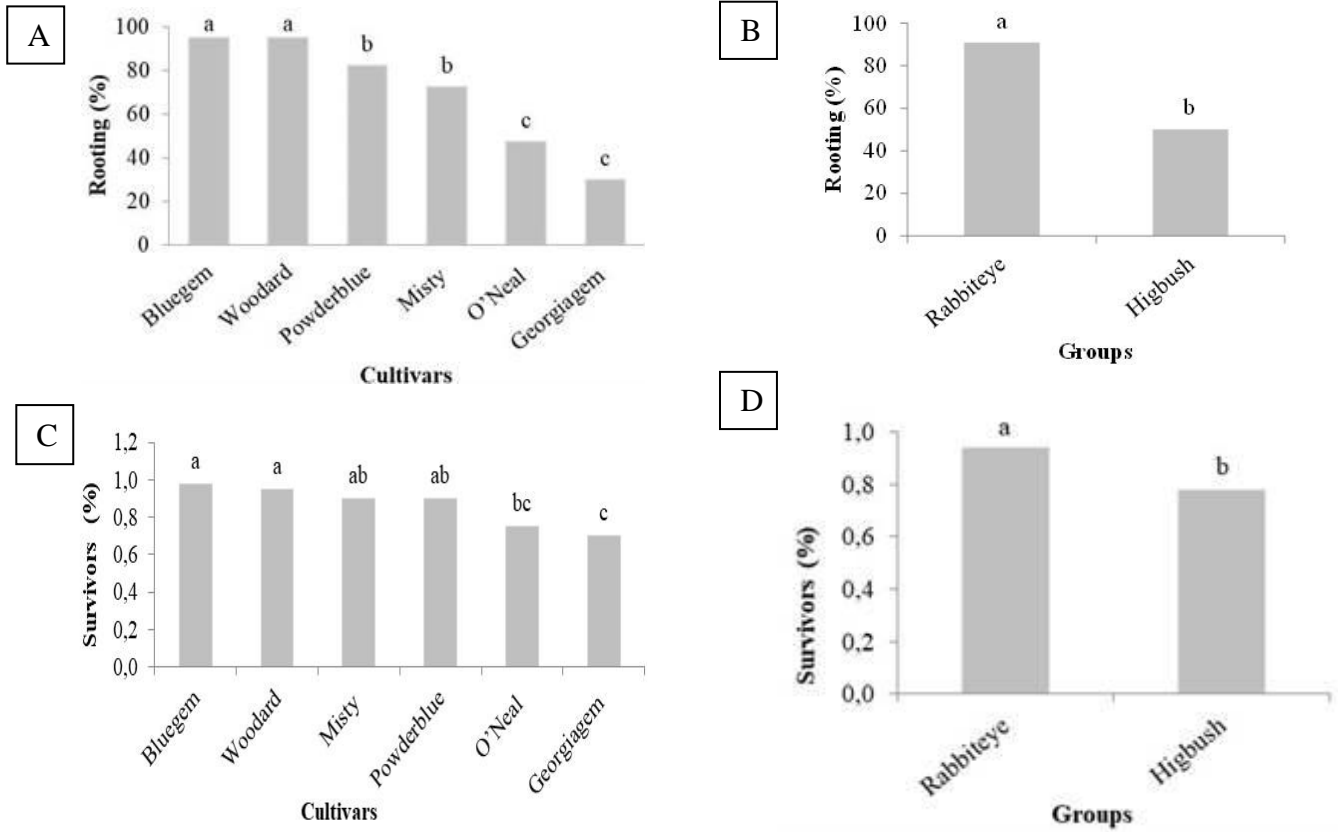 A
100
80
60
40
20
0
Rooting (%)
a
a
b
b
c
c
Bluegem
Woodard
Powderblue
Misty
O’Neal
Georgiagem
Cultivars
B
100
80
60
40
20
0
Rooting (%)
a
b
Rabbiteye
Higbush
Groups
C
1,2
1,0
0,8
0,6
0,4
0,2
0,0
Survivors (%)
a
a
ab
ab
bc
c
Bluegem
Woodard
Misty
Powderblue
O’Neal
Georgiagem
Cultivars
D
1,0
0,8
0,6
0,4
0,2
0,0
Survivors (%)
a
b
Rabbiteye
Higbush
Groups